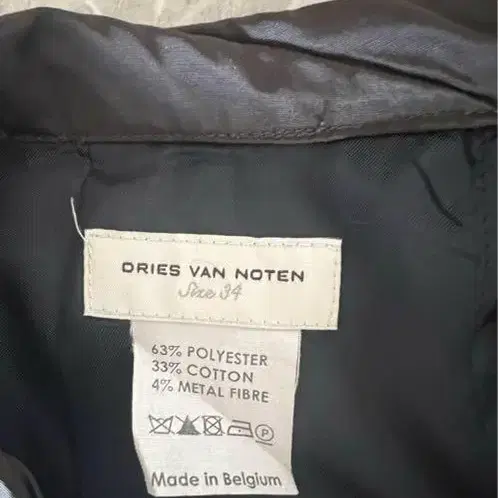 DRIES VAN NOTEN
Size 34
63% POLYESTER
33% COTTON
4% METAL FIBRE
P
Made in Belgium